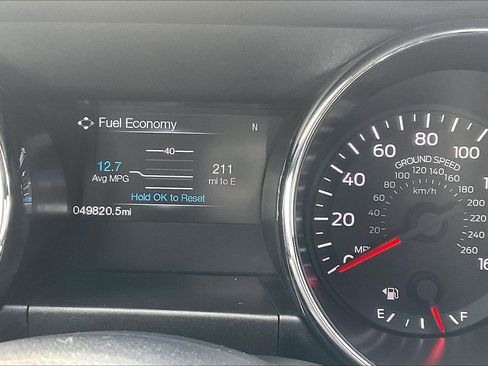 Fuel Economy
N
40
12.7
Avg MPG
211
mi to E
Hold OK to Reset
049820.5mi
0
20
40
60
80
100
GROUND SPEED
MPH
20
40
60
80
100
120
140
160
180
200
220
260
km/h
E
F